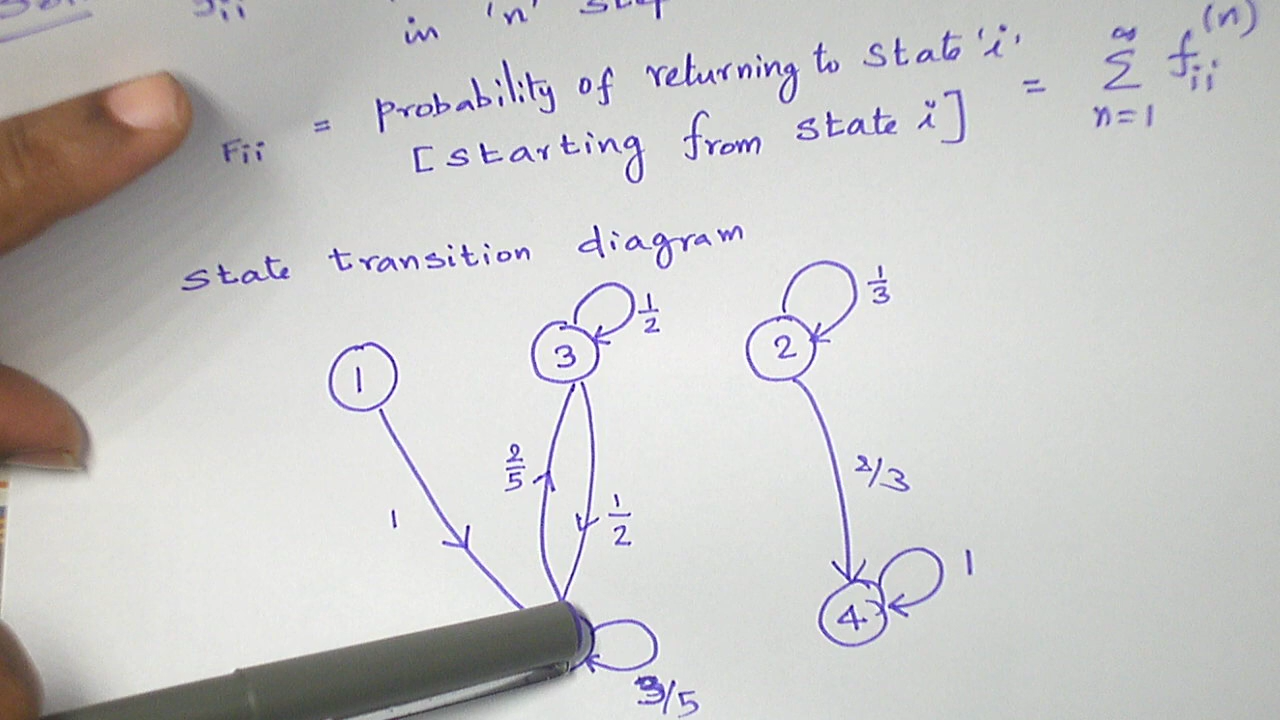 fii
in 'n' step
Fii = probability of returning to state 'i' = ∞ Σ n=1 fii (n)
[starting from state i]
state transition diagram
1/2
1/3
3
2
1
2/5
2/3
1
1/2
1
4
3/5